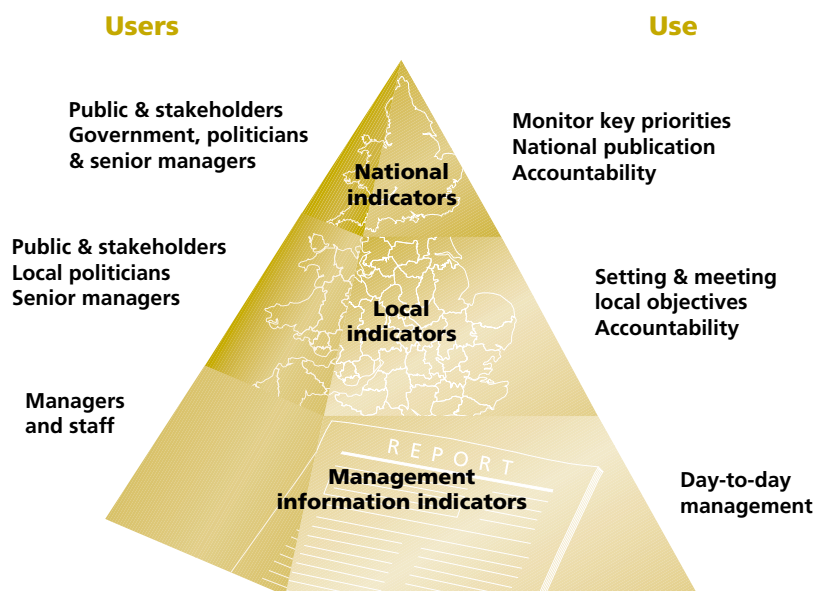 Users
Use
Public & stakeholders
Government, politicians
& senior managers
National
indicators
Monitor key priorities
National publication
Accountability
Public & stakeholders
Local politicians
Senior managers
Local
indicators
Setting & meeting
local objectives
Accountability
Managers
and staff
REPORT
Management
information indicators
Day-to-day
management